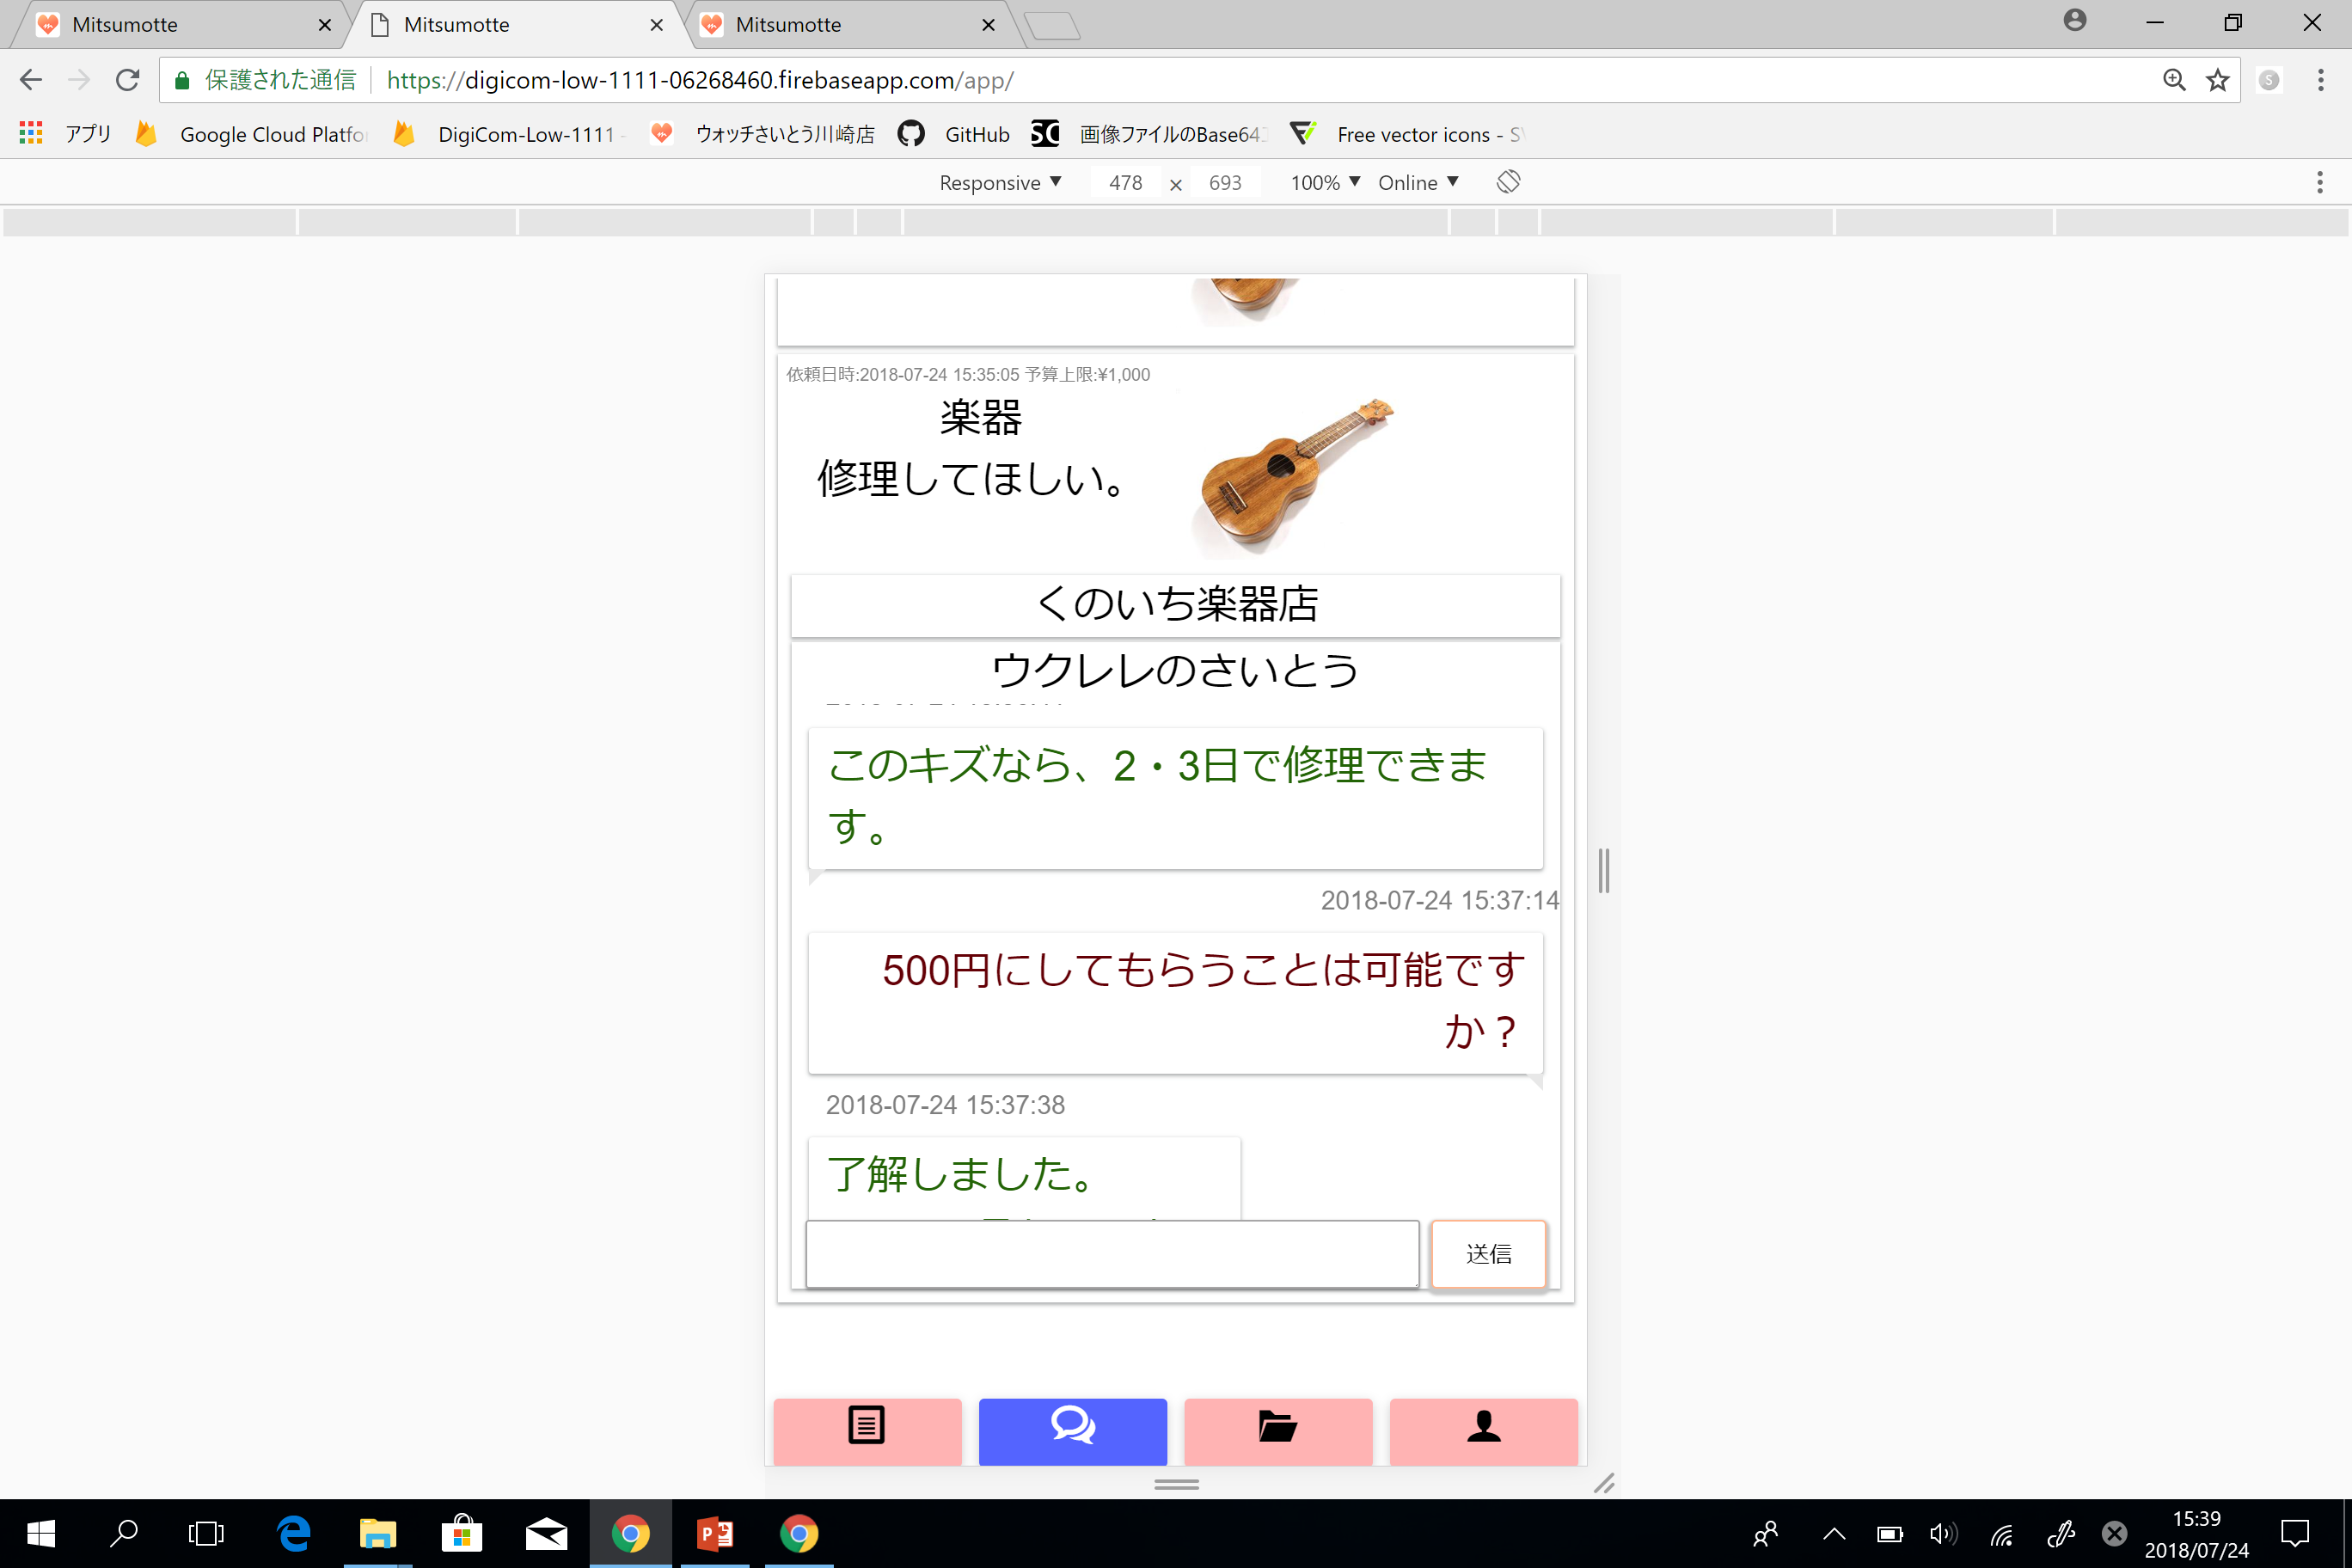 Mitsumotte
Mitsumotte
Mitsumotte
保護された通信
https://digicom-low-1111-06268460.firebaseapp.com/app/
アプリ
Google Cloud Platfo
DigiCom-Low-1111 -
ウォッチさいとう川崎店
GitHub
SC
画像ファイルのBase64
Free vector icons - S
Responsive ▼ 478 × 693 100% ▼ Online ▼
依頼日時:2018-07-24 15:35:05 予算上限:¥1,000
楽器
修理してほしい。
くのいち楽器店
ウクレレのさいとう
このキズなら、2・3日で修理できま
す。
2018-07-24 15:37:14
500円にしてもらうことは可能です
か？
2018-07-24 15:37:38
了解しました。
送信
15:39
2018/07/24